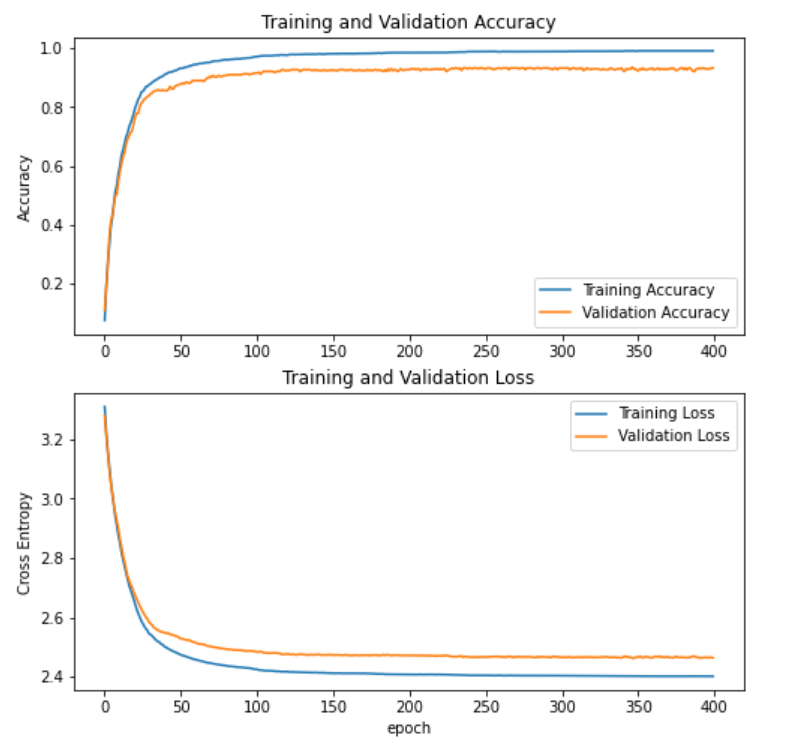 Training and Validation Accuracy
1.0
0.8
0.6
0.4
0.2
Accuracy
Training Accuracy
Validation Accuracy
0 50 100 150 200 250 300 350 400
Training and Validation Loss
3.2
3.0
2.8
2.6
2.4
Cross Entropy
Training Loss
Validation Loss
0 50 100 150 200 250 300 350 400
epoch